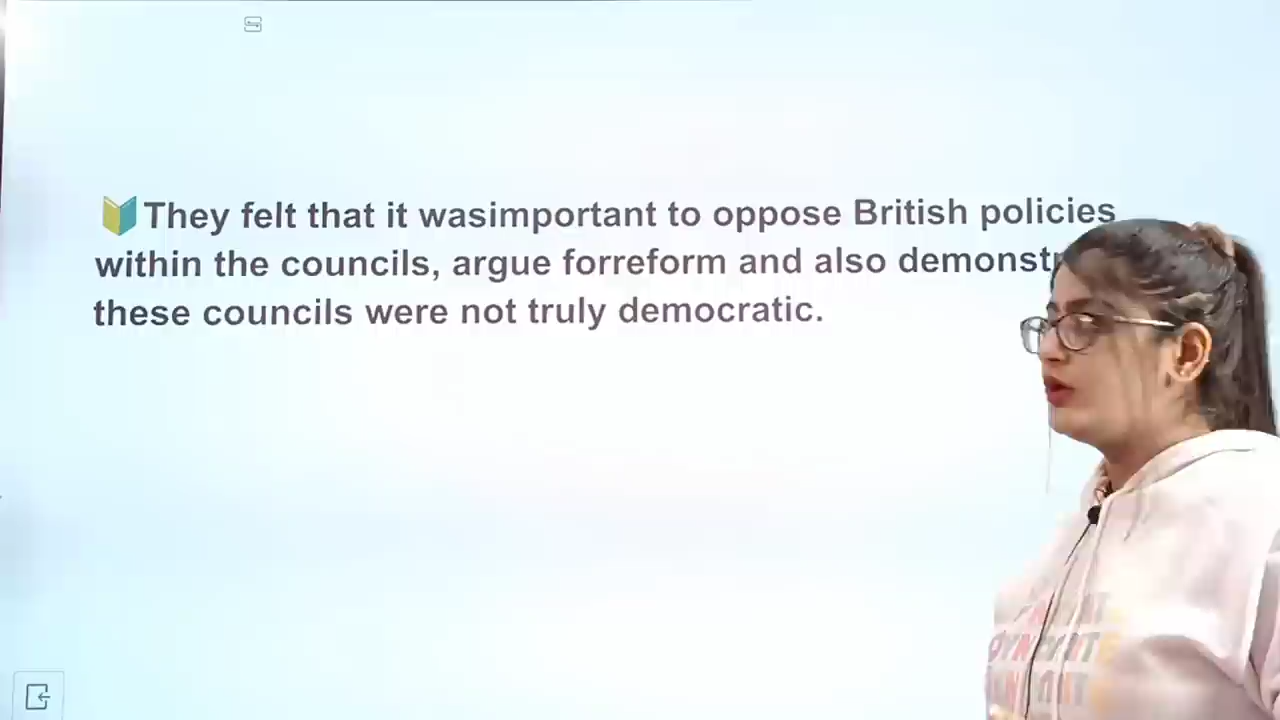 They felt that it wasimportant to oppose British policies
within the councils, argue forreform and also
these councils were not truly democratic.